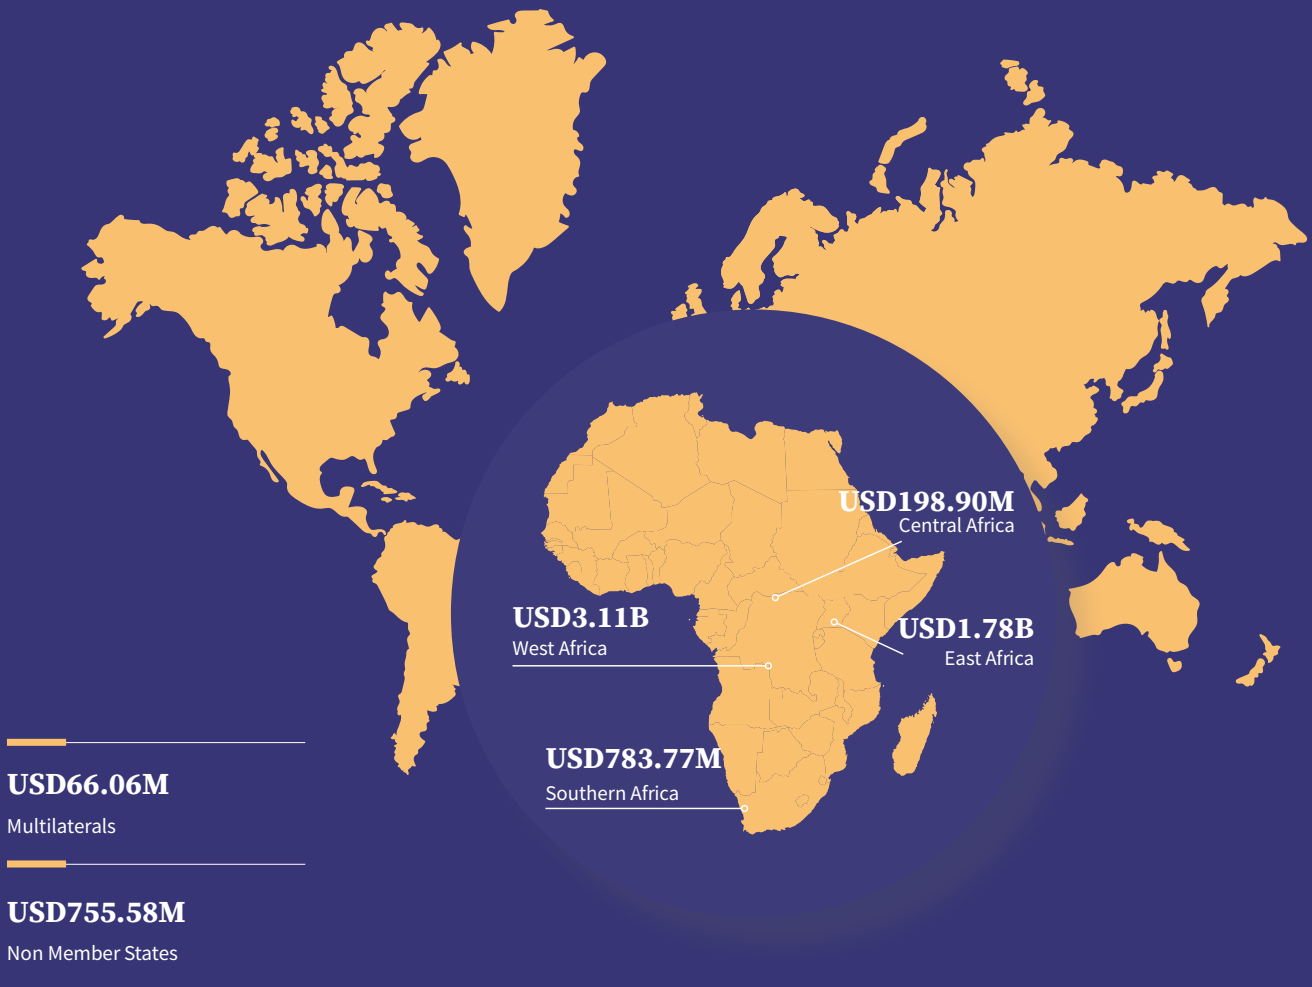 USD198.90M
Central Africa
USD3.11B
West Africa
USD1.78B
East Africa
USD783.77M
Southern Africa
USD66.06M
Multilaterals
USD755.58M
Non Member States